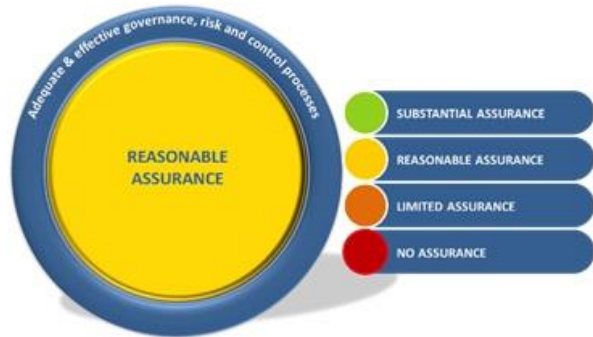 Adequate & effective governance, risk and control processes
REASONABLE
ASSURANCE
SUBSTANTIAL ASSURANCE
REASONABLE ASSURANCE
LIMITED ASSURANCE
NO ASSURANCE